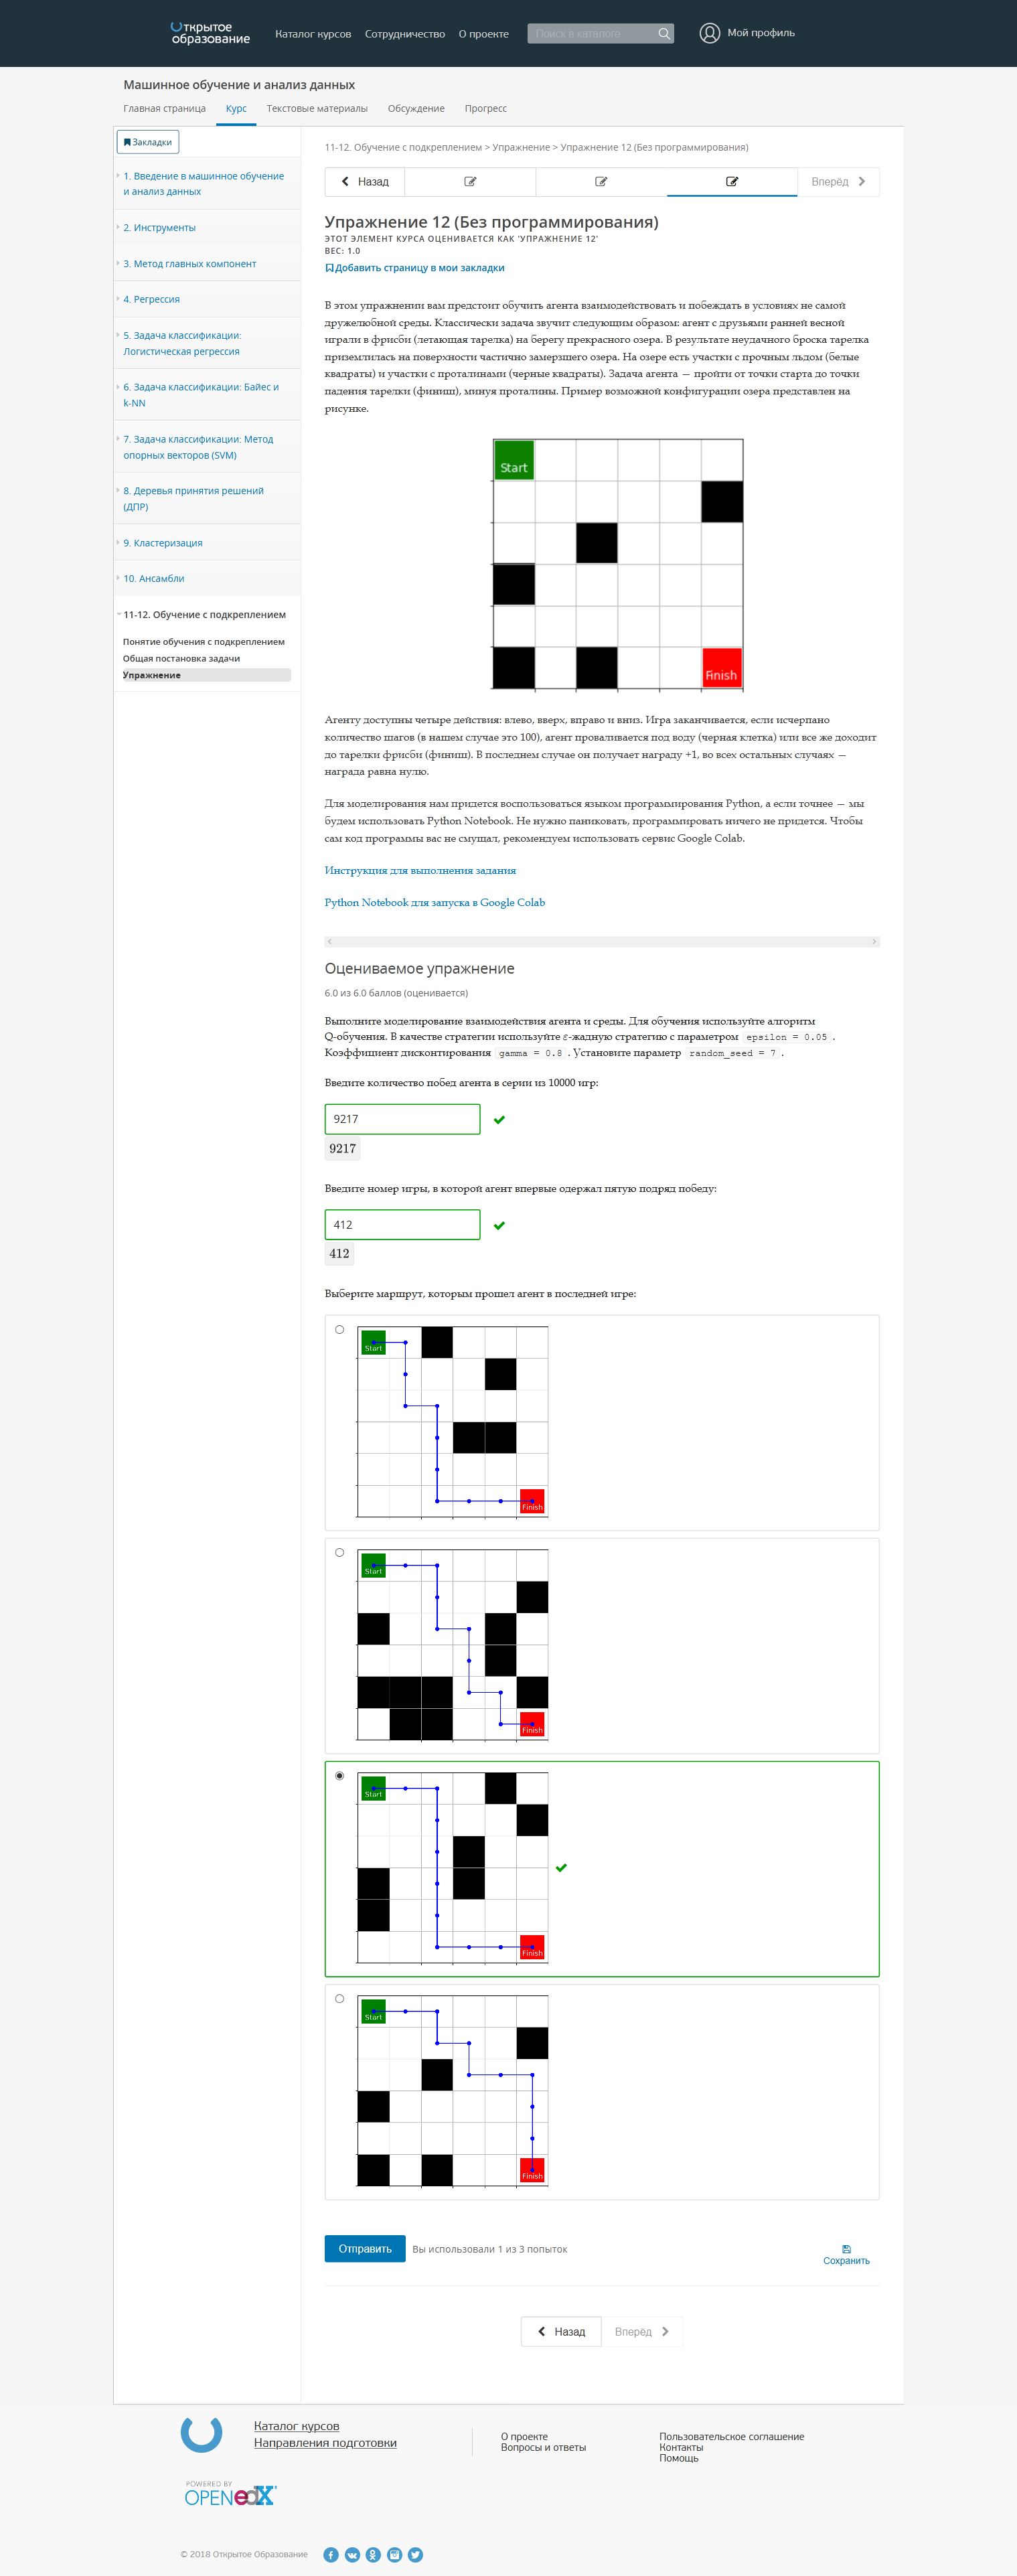 Открытое
образование
Каталог курсов
Сотрудничество
О проекте
Поиск в каталоге
Мой профиль
Машинное обучение и анализ данных
Главная страница
Курс
Текстовые материалы
Обсуждение
Прогресс
Закладки
1. Введение в машинное обучение
и анализ данных
2. Инструменты
3. Метод главных компонент
4. Регрессия
5. Задача классификации:
Логистическая регрессия
6. Задача классификации: Байес и
k-NN
7. Задача классификации: Метод
опорных векторов (SVM)
8. Деревья принятия решений
(ДПР)
9. Кластеризация
10. Ансамбли
11-12. Обучение с подкреплением
Понятие обучения с подкреплением
Общая постановка задачи
Упражнение
11-12. Обучение с подкреплением > Упражнение > Упражнение 12 (Без программирования)
Назад
Вперёд
Упражнение 12 (Без программирования)
ЭТОТ ЭЛЕМЕНТ КУРСА ОЦЕНИВАЕТСЯ КАК 'УПРАЖНЕНИЕ 12'
ВЕС: 1.0
Добавить страницу в мои закладки
В этом упражнении вам предстоит обучить агента взаимодействовать и побеждать в условиях не самой
дружелюбной среды. Классически задача звучит следующим образом: агент с друзьями ранней весной
играли в фрисби (летающая тарелка) на берегу прекрасного озера. В результате неудачного броска тарелка
приземлилась на поверхности частично замерзшего озера. На озере есть участки с прочным льдом (белые
квадраты) и участки с проталинами (черные квадраты). Задача агента — пройти от точки старта до точки
падения тарелки (финиш), минуя проталины. Пример возможной конфигурации озера представлен на
рисунке.
Start
Finish
Агенту доступны четыре действия: влево, вверх, вправо и вниз. Игра заканчивается, если исчерпано
количество шагов (в нашем случае это 100), агент проваливается под воду (черная клетка) или все же доходит
до тарелки фрисби (финиш). В последнем случае он получает награду +1, во всех остальных случаях —
награда равна нулю.
Для моделирования нам придется воспользоваться языком программирования Python, а если точнее — мы
будем использовать Python Notebook. Не нужно паниковать, программировать ничего не придется. Чтобы
сам код программы вас не смущал, рекомендуем использовать сервис Google Colab.
Инструкция для выполнения задания
Python Notebook для запуска в Google Colab
Оцениваемое упражнение
6.0 из 6.0 баллов (оценивается)
Выполните моделирование взаимодействия агента и среды. Для обучения используйте алгоритм
Q-обучения. В качестве стратегии используйте ε-жадную стратегию с параметром epsilon = 0.05 .
Коэффициент дисконтирования gamma = 0.8 . Установите параметр random_seed = 7 .
Введите количество побед агента в серии из 10000 игр:
9217
9217
Введите номер игры, в которой агент впервые одержал пятую подряд победу:
412
412
Выберите маршрут, которым прошел агент в последней игре:
Start
Finish
Start
Finish
Start
Finish
Start
Finish
Отправить
Вы использовали 1 из 3 попыток
Сохранить
Назад
Вперёд
Каталог курсов
Направления подготовки
О проекте
Вопросы и ответы
Пользовательское соглашение
Контакты
Помощь
POWERED BY
OPENedX
© 2018 Открытое Образование